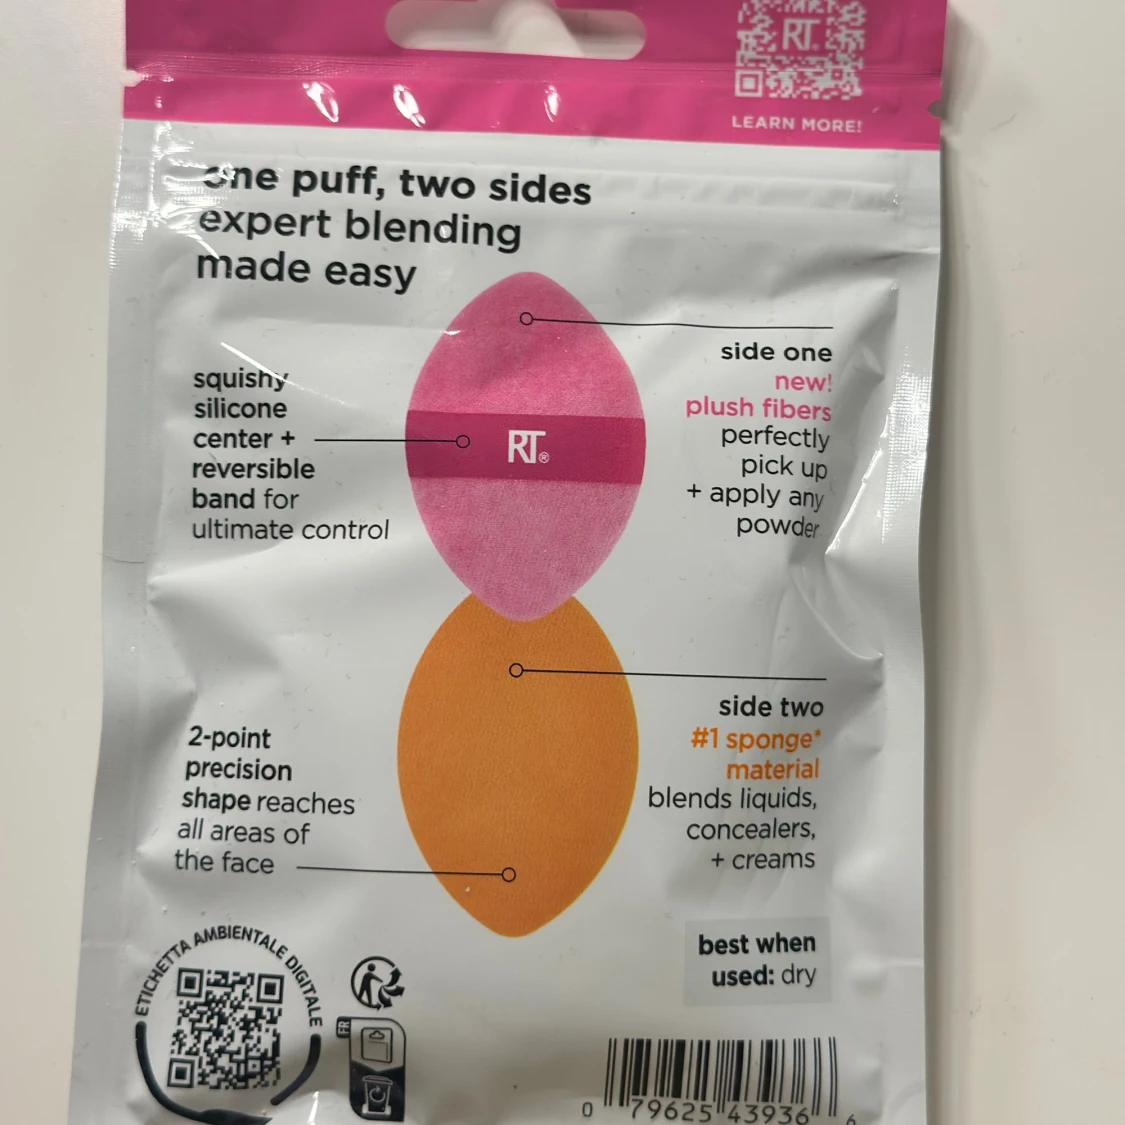 RT.
LEARN MORE!
one puff, two sides
expert blending
made easy
squishy
silicone
center +
reversible
band for
ultimate control
RT®
side one
new!
plush fibers
perfectly
pick up
+ apply any
powder
2-point
precision
shape reaches
all areas of
the face
side two
#1 sponge*
material
blends liquids,
concealers,
+ creams
best when
used: dry
ETICHETTA AMBIENTALE DIGITALE
FR
0 79625 43936 6